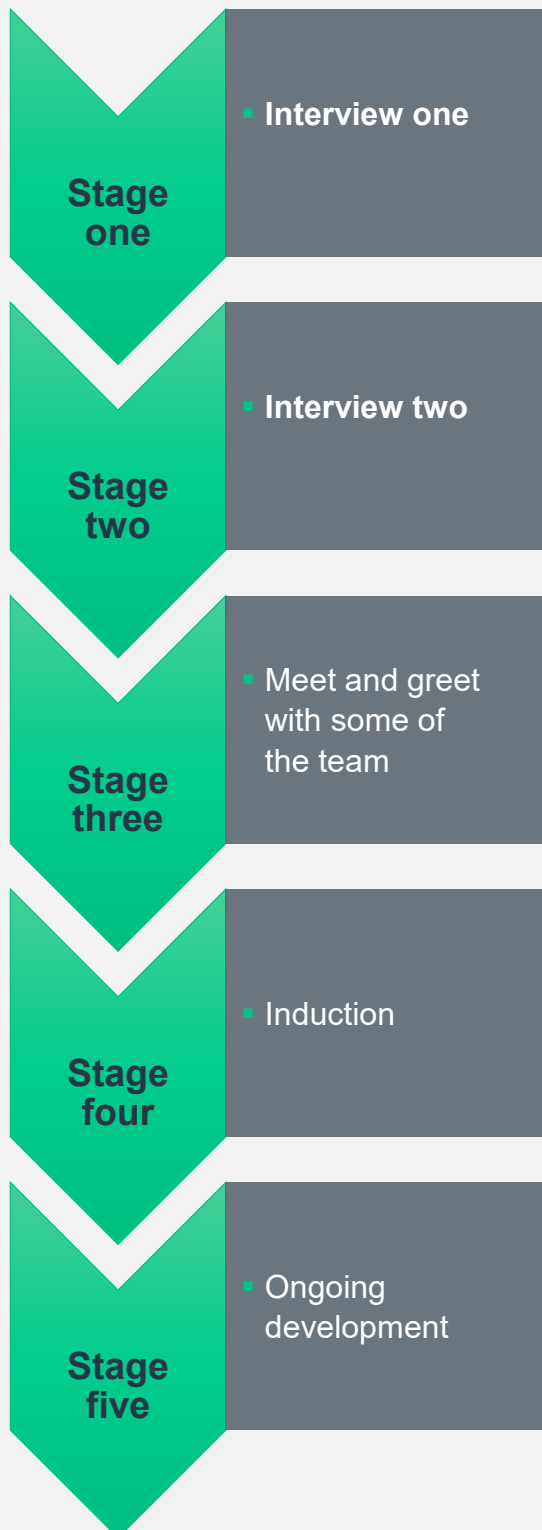 Stage
one
▪ Interview one
Stage
two
▪ Interview two
Stage
three
▪ Meet and greet
with some of
the team
Stage
four
▪ Induction
Stage
five
▪ Ongoing
development